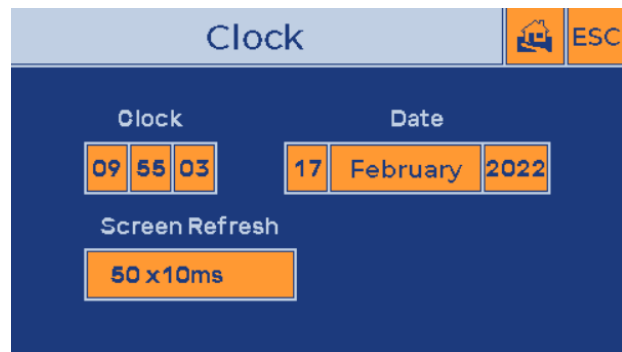 Clock ESC
Clock Date
09 55 03 17 February 2022
Screen Refresh
50 x10ms